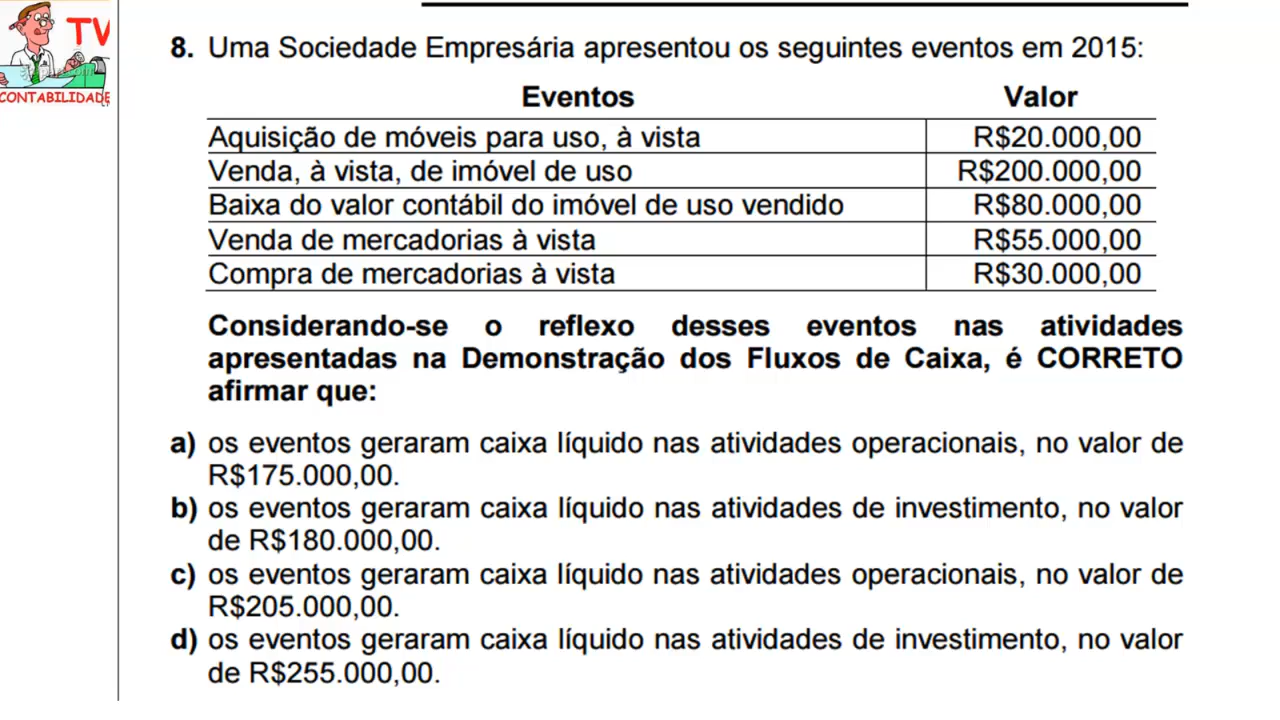 TV
CONTABILIDADE
8. Uma Sociedade Empresária apresentou os seguintes eventos em 2015:
Eventos Valor
Aquisição de móveis para uso, à vista R$20.000,00
Venda, à vista, de imóvel de uso R$200.000,00
Baixa do valor contábil do imóvel de uso vendido R$80.000,00
Venda de mercadorias à vista R$55.000,00
Compra de mercadorias à vista R$30.000,00
Considerando-se o reflexo desses eventos nas atividades
apresentadas na Demonstração dos Fluxos de Caixa, é CORRETO
afirmar que:
a) os eventos geraram caixa líquido nas atividades operacionais, no valor de
R$175.000,00.
b) os eventos geraram caixa líquido nas atividades de investimento, no valor
de R$180.000,00.
c) os eventos geraram caixa líquido nas atividades operacionais, no valor de
R$205.000,00.
d) os eventos geraram caixa líquido nas atividades de investimento, no valor
de R$255.000,00.